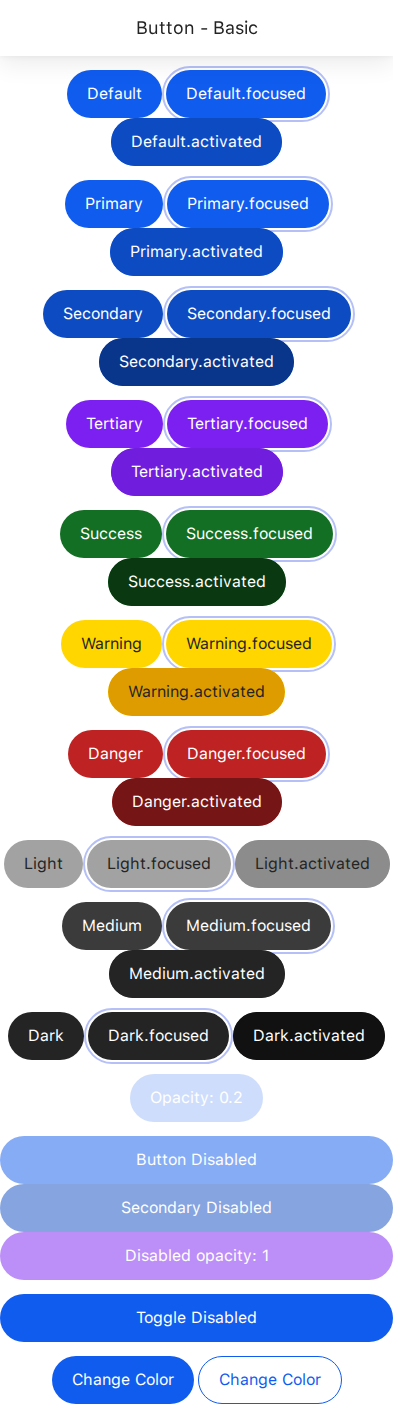 Button - Basic
Default Default.focused
Default.activated
Primary Primary.focused
Primary.activated
Secondary Secondary.focused
Secondary.activated
Tertiary Tertiary.focused
Tertiary.activated
Success Success.focused
Success.activated
Warning Warning.focused
Warning.activated
Danger Danger.focused
Danger.activated
Light Light.focused Light.activated
Medium Medium.focused
Medium.activated
Dark Dark.focused Dark.activated
Opacity: 0.2
Button Disabled
Secondary Disabled
Disabled opacity: 1
Toggle Disabled
Change Color Change Color